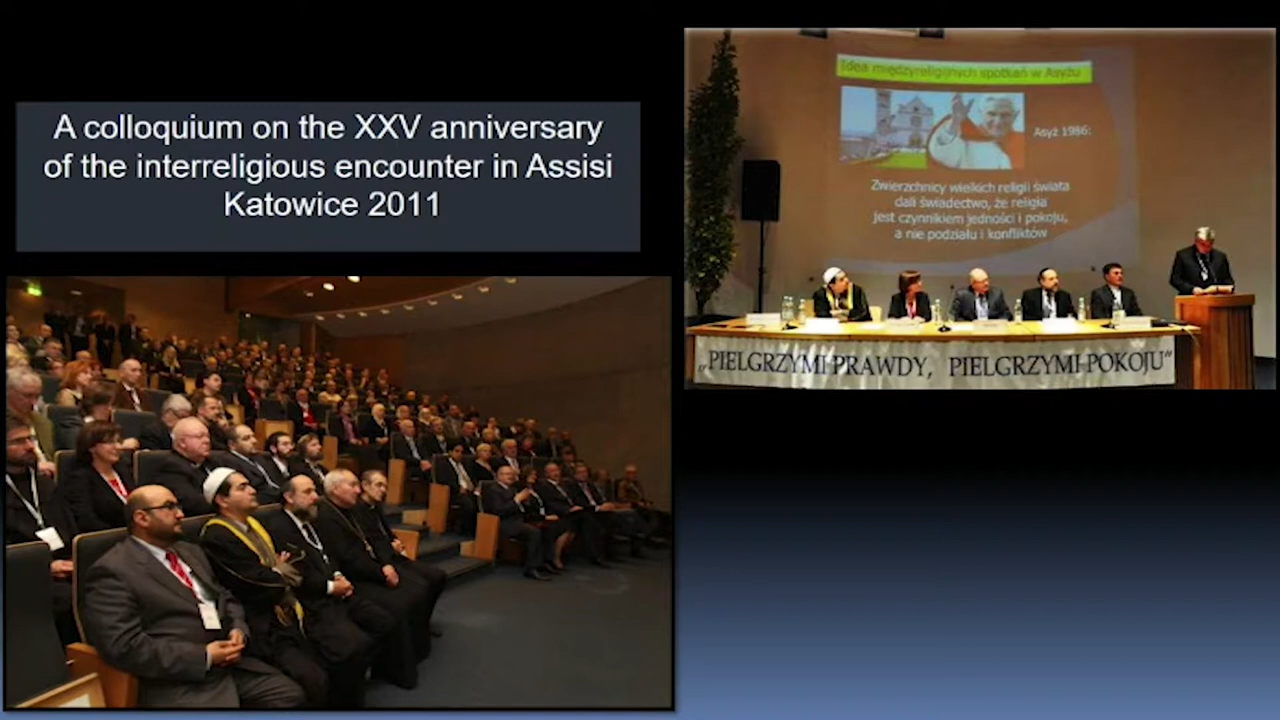 A colloquium on the XXV anniversary
of the interreligious encounter in Assisi
Katowice 2011
Idea międzyreligijnych spotkań w Asyżu
Asyż 1986:
Zwierzchnicy wielkich religii świata
dali świadectwo, że religia
jest czynnikiem jedności i pokoju,
a nie podziału i konfliktów
„PIELGRZYMI PRAWDY, PIELGRZYMI POKOJU"